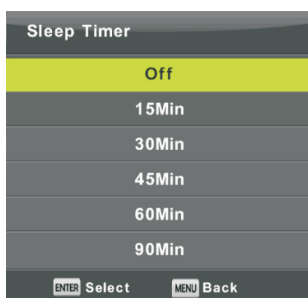 Sleep Timer
Off
15Min
30Min
45Min
60Min
90Min
ENTER Select MENU Back